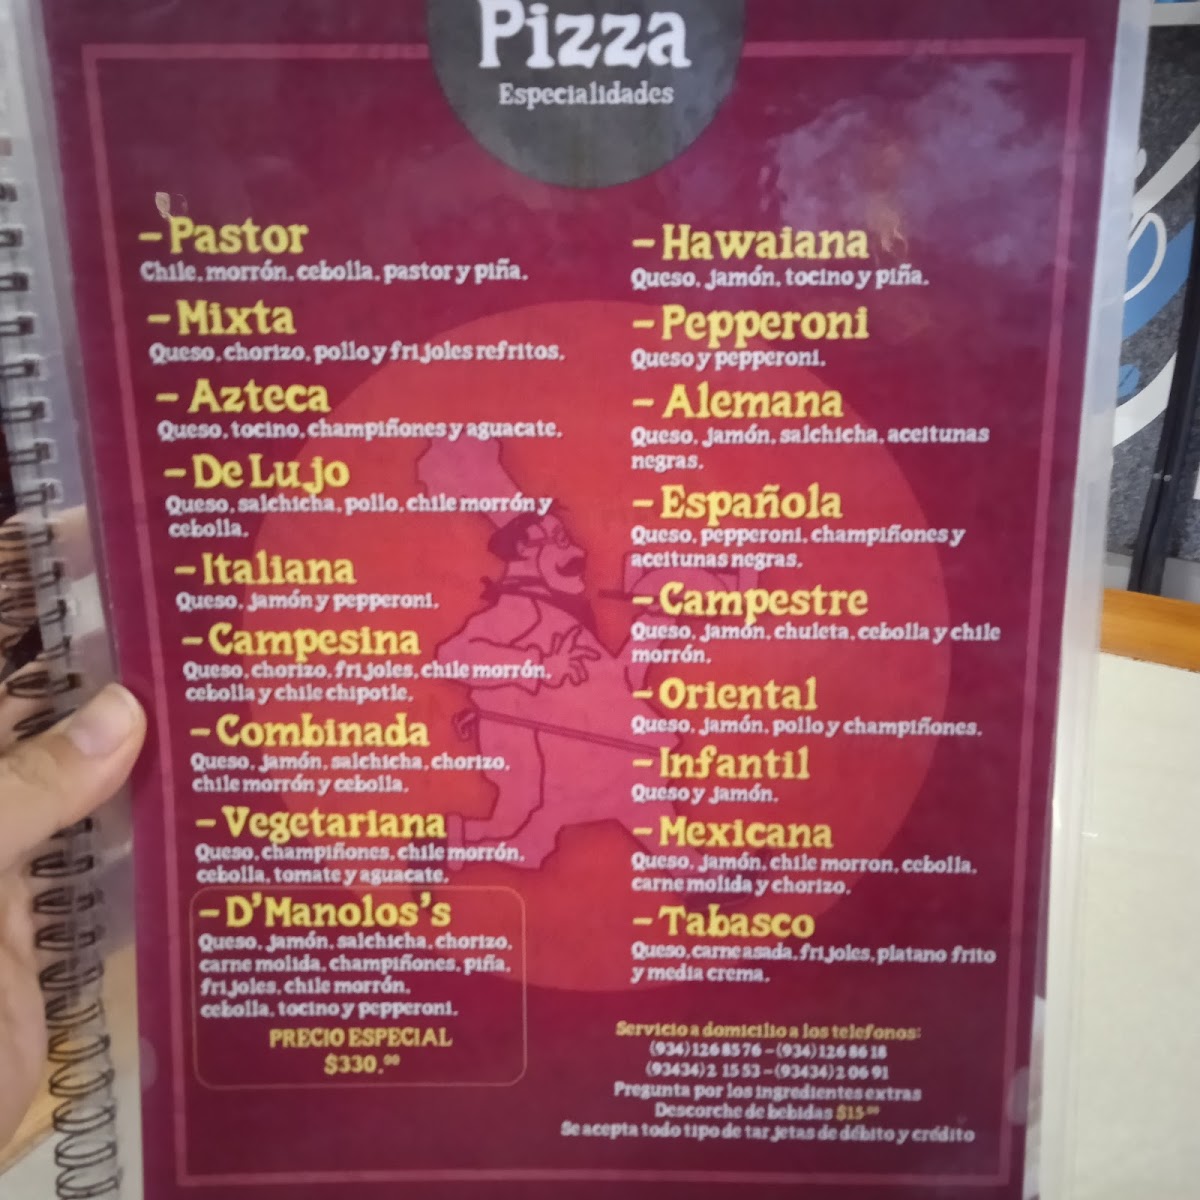 Pizza
Especialidades
– Pastor
Chile, morrón, cebolla, pastor y piña.
– Mixta
Queso, chorizo, pollo y frijoles refritos.
– Azteca
Queso, tocino, champiñones y aguacate.
– De Lujo
Queso, salchicha, pollo, chile morrón y
cebolla.
– Italiana
Queso, jamón y pepperoni.
– Campesina
Queso, chorizo, frijoles, chile morrón,
cebolla y chile chipotle.
– Combinada
Queso, jamón, salchicha, chorizo,
chile morrón y cebolla.
– Vegetariana
Queso, champiñones, chile morrón,
cebolla, tomate y aguacate.
– D'Manolos's
Queso, jamón, salchicha, chorizo,
carne molida, champiñones, piña,
frijoles, chile morrón,
cebolla, tocino y pepperoni.
PRECIO ESPECIAL
$330.00
– Hawaiana
Queso, jamón, tocino y piña.
– Pepperoni
Queso y pepperoni.
– Alemana
Queso, jamón, salchicha, aceitunas
negras.
– Española
Queso, pepperoni, champiñones y
aceitunas negras.
– Campestre
Queso, jamón, chuleta, cebolla y chile
morrón.
– Oriental
Queso, jamón, pollo y champiñones.
– Infantil
Queso y jamón.
– Mexicana
Queso, jamón, chile morron, cebolla,
carne molida y chorizo.
– Tabasco
Queso, carne asada, frijoles, platano frito
y media crema.
Servicio a domicilio a los telefonos:
(934) 126 85 76 – (934) 126 86 18
(93434) 2 15 53 – (93434) 2 06 91
Pregunta por los ingredientes extras
Descorche de bebidas $15.00
Se acepta todo tipo de tarjetas de débito y crédito